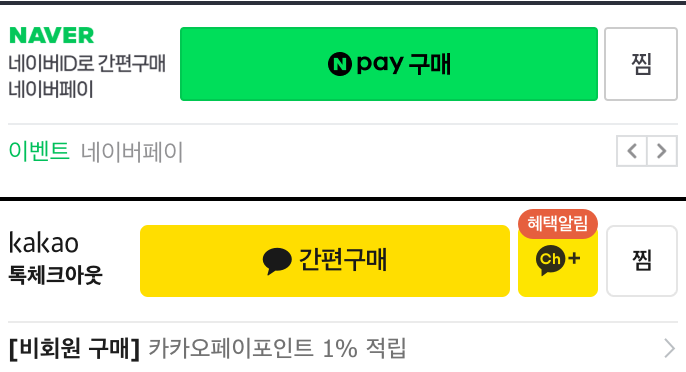 NAVER
네이버ID로 간편구매
네이버페이
N pay 구매
찜
이벤트 네이버페이
kakao
톡체크아웃
간편구매
혜택알림
Ch+
찜
[비회원 구매] 카카오페이포인트 1% 적립